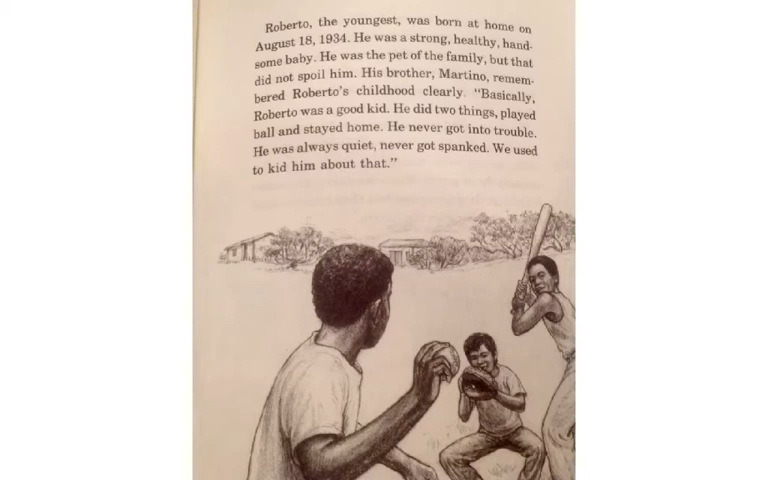 Roberto, the youngest, was born at home on
August 18, 1934. He was a strong, healthy, hand-
some baby. He was the pet of the family, but that
did not spoil him. His brother, Martino, remem-
bered Roberto's childhood clearly. “Basically,
Roberto was a good kid. He did two things, played
ball and stayed home. He never got into trouble.
He was always quiet, never got spanked. We used
to kid him about that.”